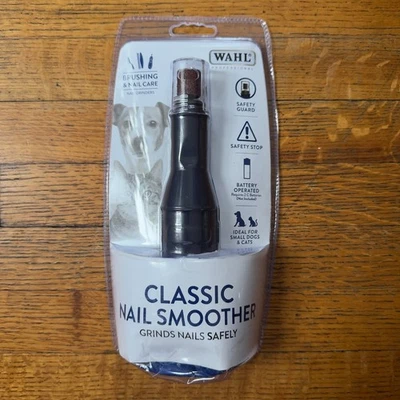 BRUSHING
& NAIL CARE
WAHL
PROFESSIONAL
SAFETY
GUARD
SAFETY STOP
BATTERY
OPERATED
IDEAL FOR
SMALL DOGS
& CATS
CLASSIC
NAIL SMOOTHER
GRINDS NAILS SAFELY